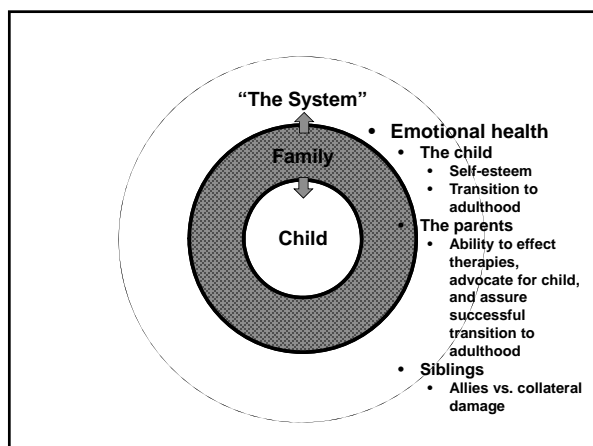 “The System”
Family
Child
• Emotional health
• The child
• Self-esteem
• Transition to
adulthood
• The parents
• Ability to effect
therapies,
advocate for child,
and assure
successful
transition to
adulthood
• Siblings
• Allies vs. collateral
damage